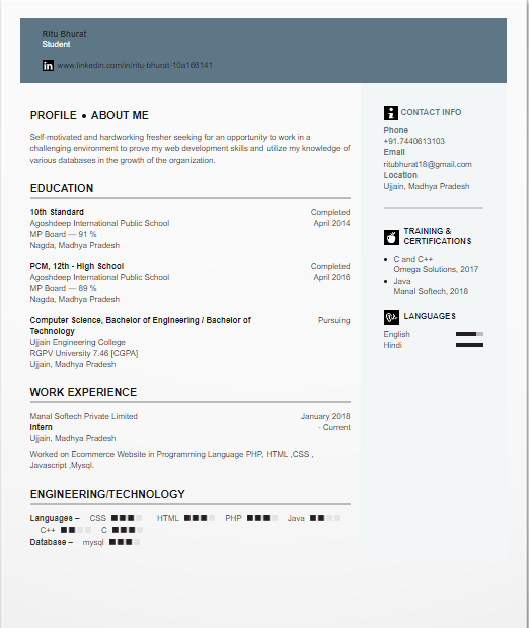 Ritu Bhurat
Student
www.linkedin.com/in/ritu-bhurat-10a166141
PROFILE • ABOUT ME
Self-motivated and hardworking fresher seeking for an opportunity to work in a
challenging environment to prove my web development skills and utilize my knowledge of
various databases in the growth of the organization.
EDUCATION
10th Standard Completed
Agoshdeep International Public School April 2014
MP Board — 91 %
Nagda, Madhya Pradesh
PCM, 12th - High School Completed
Agoshdeep International Public School April 2016
MP Board — 89 %
Nagda, Madhya Pradesh
Computer Science, Bachelor of Engineering / Bachelor of Pursuing
Technology
Ujjain Engineering College
RGPV University 7.46 [CGPA]
Ujjain, Madhya Pradesh
WORK EXPERIENCE
Manal Softech Private Limited January 2018
Intern - Current
Ujjain, Madhya Pradesh
Worked on Ecommerce Website in Programming Language PHP, HTML ,CSS ,
Javascript ,Mysql.
ENGINEERING/TECHNOLOGY
Languages – CSS HTML PHP Java
C++ C
Database – mysql
CONTACT INFO
Phone
+91.7440613103
Email
ritubhurat18@gmail.com
Location
Ujjain, Madhya Pradesh
TRAINING &
CERTIFICATIONS
• C and C++
Omega Solutions, 2017
• Java
Manal Softech, 2018
LANGUAGES
English
Hindi